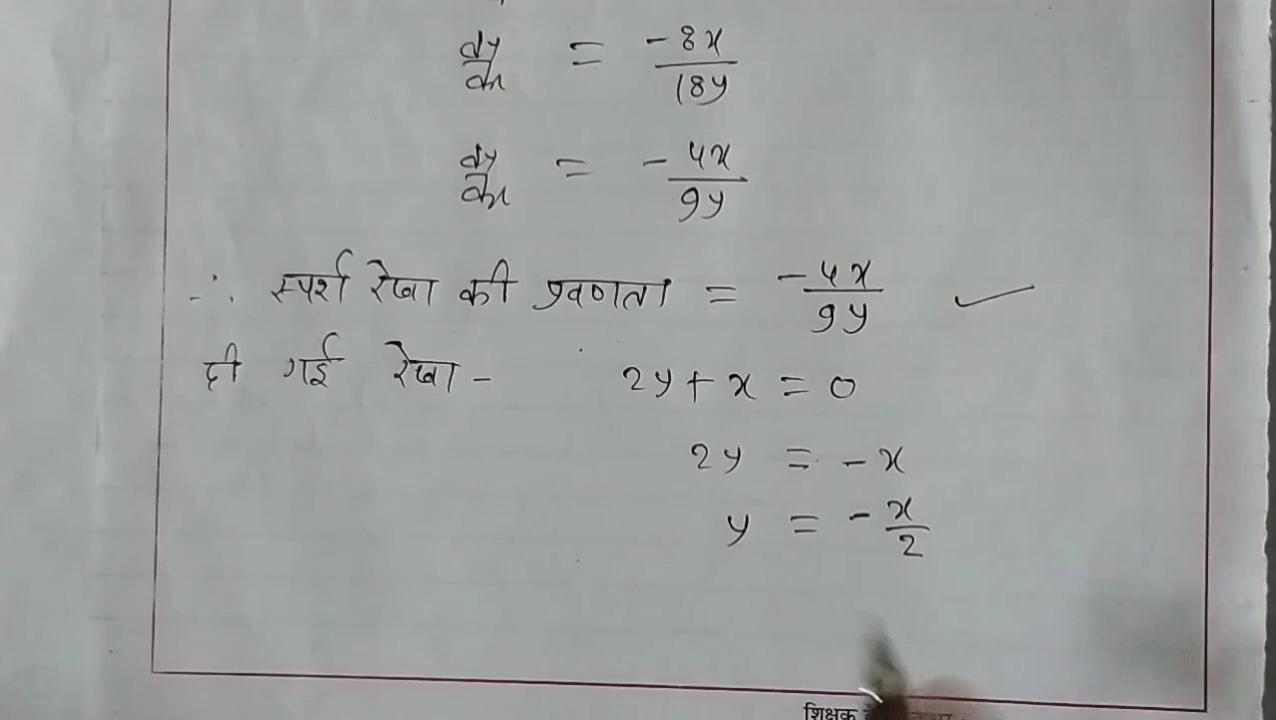 dy/dx = -8x/18y
dy/dx = -4x/9y
∴ स्पर्श रेखा की प्रवणता = -4x/9y ✓
दी गई रेखा - 2y + x = 0
2y = -x
y = -x/2
शिक्षक